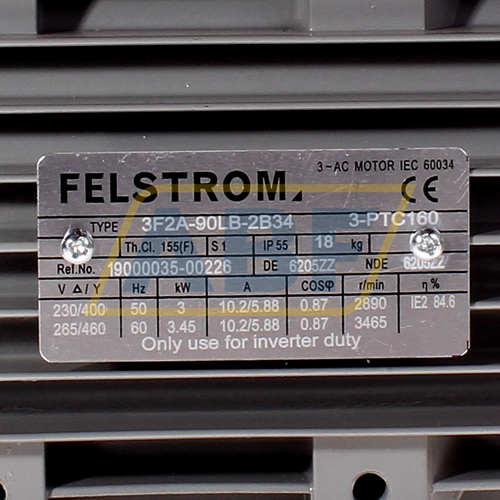 3~AC MOTOR IEC 60034
FELSTROM
CE
TYPE 3F2A-90LB-2B34 3-PTC160
Th.Cl. 155(F) S1 IP 55 18 kg
Ref.No. 19000035-00226 DE 6205ZZ NDE 6205ZZ
V Δ/Y Hz kW A COSφ r/min η%
230/400 50 3 10.2/5.88 0.87 2890 IE2 84.6
265/460 60 3.45 10.2/5.88 0.87 3465
Only use for inverter duty